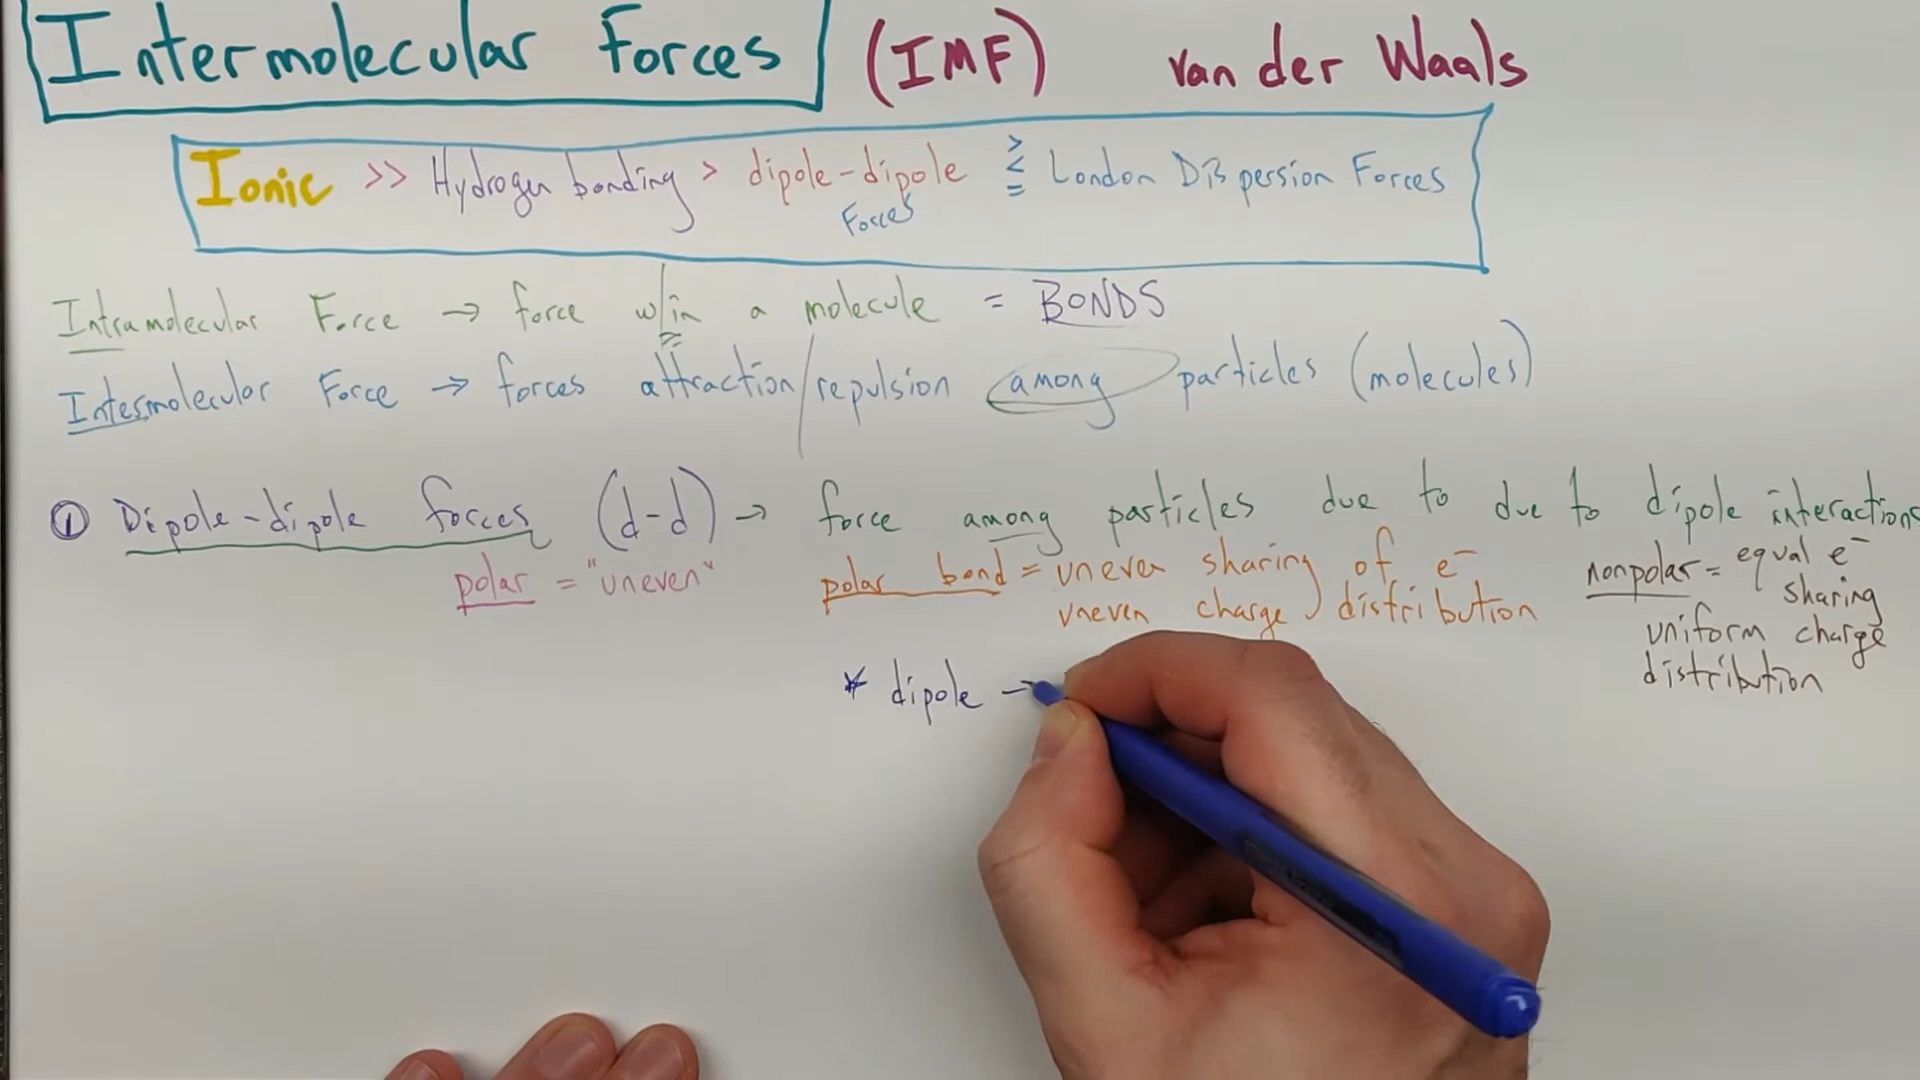 Intermolecular Forces (IMF) van der Waals
Ionic >> Hydrogen bonding > dipole-dipole Forces > < = London Dispersion Forces
Intramolecular Force → force w/in a molecule = BONDS
Intermolecular Force → forces attraction/repulsion among particles (molecules)
① Dipole-dipole forces (d-d) → force among particles due to due to dipole interactions
polar = "uneven"
polar bond = uneven sharing of e⁻
uneven charge distribution
nonpolar = equal e⁻
sharing
uniform charge
distribution
* dipole →